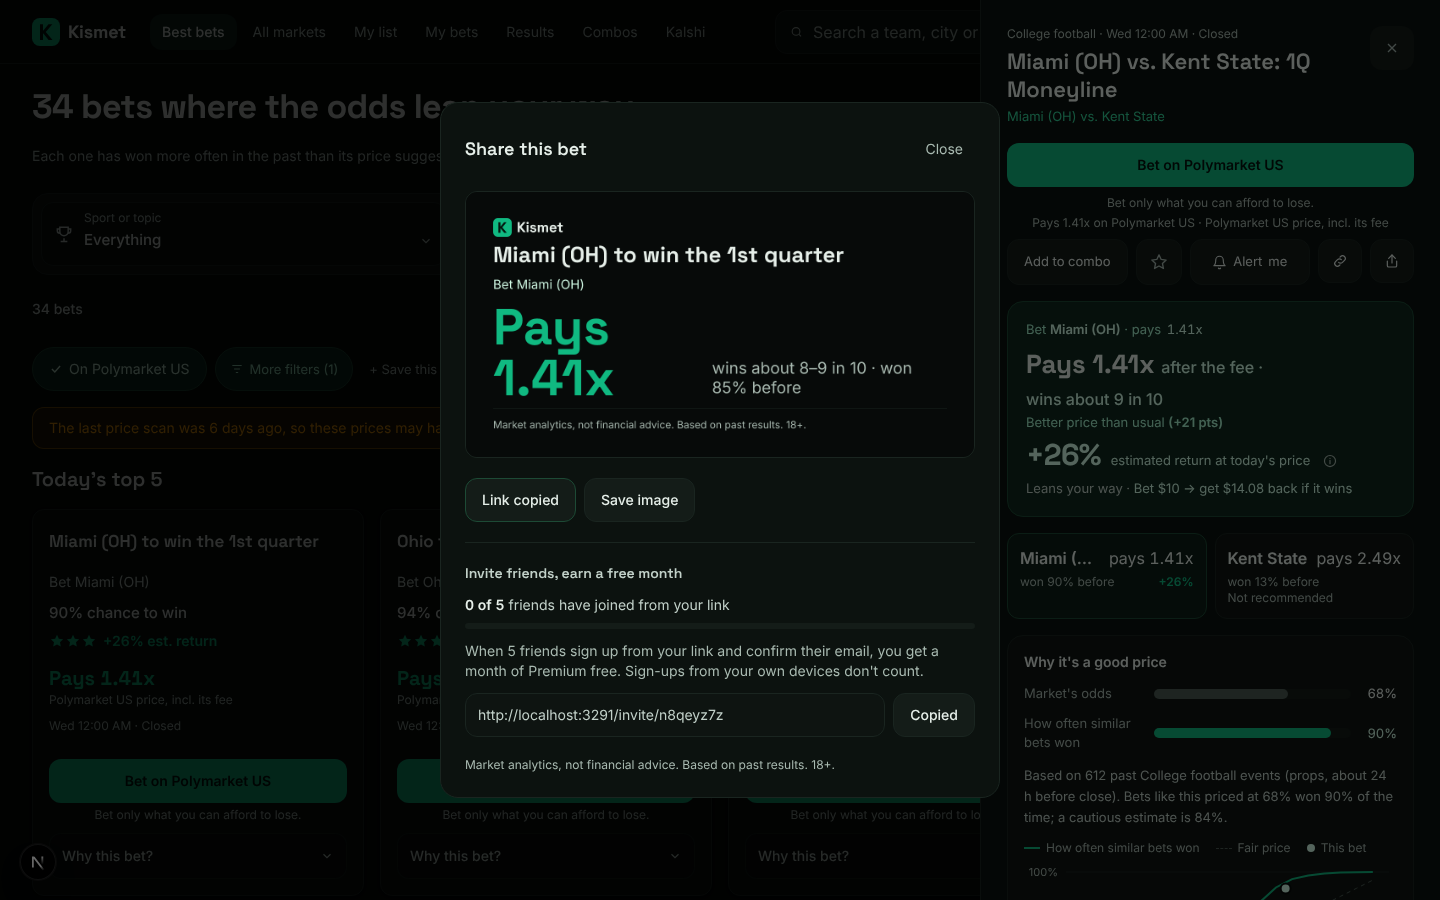 Kismet
Best bets
All markets
My list
My bets
Results
Combos
Kalshi
Search a team, city or
34 bets where the odds lean
Each one has won more often in the past than its price sugges
Sport or topic
Everything
34 bets
On Polymarket US
More filters (1)
+ Save this
The last price scan was 6 days ago, so these prices may ha
Today's top 5
Miami (OH) to win the 1st quarter
Bet Miami (OH)
90% chance to win
★★★ +26% est. return
Pays 1.41x
Polymarket US price, incl. its fee
Wed 12:00 AM · Closed
Bet on Polymarket US
Bet only what you can afford to lose.
Why this bet?
Ohio
Bet Oh
94% c
Pays
Polyma
Wed 12
Bet only what you can afford to lose.
Why this bet?
Bet only what you can afford to lo
Why this bet?
Share this bet
Close
Kismet
Miami (OH) to win the 1st quarter
Bet Miami (OH)
Pays
1.41x
wins about 8–9 in 10 · won
85% before
Market analytics, not financial advice. Based on past results. 18+.
Link copied
Save image
Invite friends, earn a free month
0 of 5 friends have joined from your link
When 5 friends sign up from your link and confirm their email, you get a
month of Premium free. Sign-ups from your own devices don't count.
http://localhost:3291/invite/n8qeyz7z
Copied
Market analytics, not financial advice. Based on past results. 18+.
College football · Wed 12:00 AM · Closed
Miami (OH) vs. Kent State: 1Q
Moneyline
Miami (OH) vs. Kent State
Bet on Polymarket US
Bet only what you can afford to lose.
Pays 1.41x on Polymarket US · Polymarket US price, incl. its fee
Add to combo
Alert me
Bet Miami (OH) · pays 1.41x
Pays 1.41x after the fee ·
wins about 9 in 10
Better price than usual (+21 pts)
+26% estimated return at today's price
Leans your way · Bet $10 → get $14.08 back if it wins
Miami (... pays 1.41x
won 90% before +26%
Kent State pays 2.49x
won 13% before
Not recommended
Why it's a good price
Market's odds 68%
How often similar
bets won 90%
Based on 612 past College football events (props, about 24
h before close). Bets like this priced at 68% won 90% of the
time; a cautious estimate is 84%.
How often similar bets won
Fair price
This bet
100%